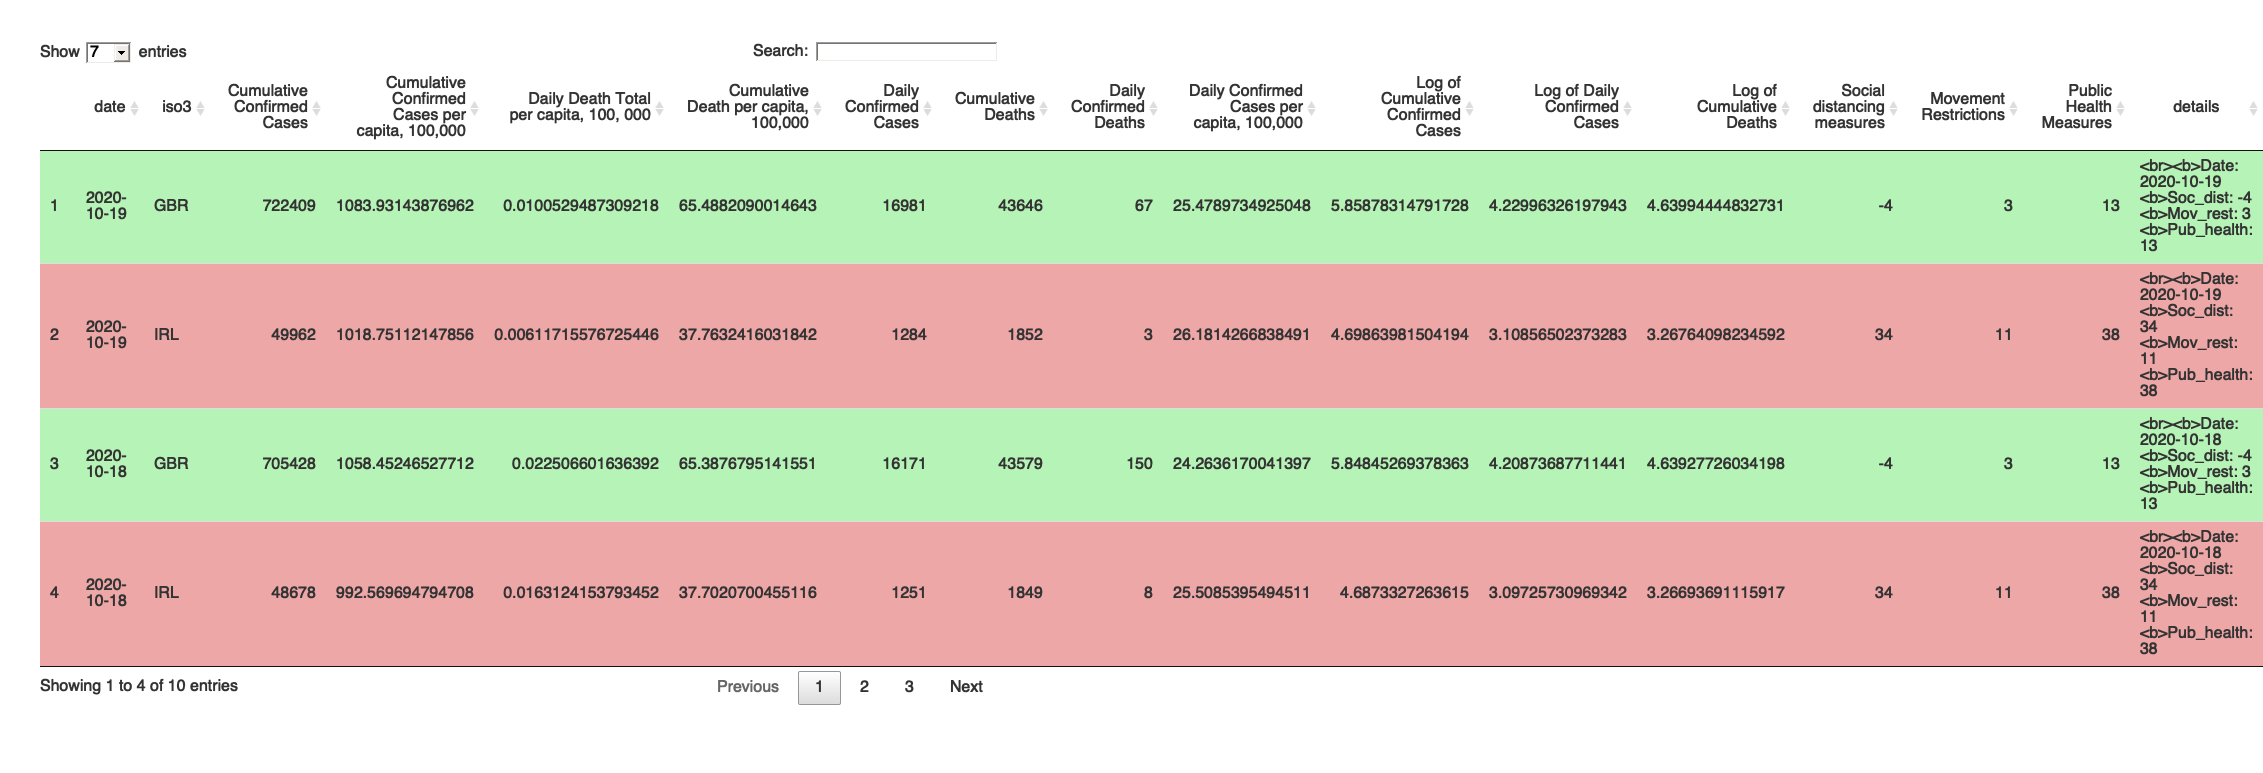 Show 7 entries Search:
date iso3 Cumulative Confirmed Cases Cumulative Confirmed Cases per capita, 100,000 Daily Death Total per capita, 100, 000 Cumulative Death per capita, 100,000 Daily Confirmed Cases Cumulative Deaths Daily Confirmed Deaths Daily Confirmed Cases per capita, 100,000 Log of Cumulative Confirmed Cases Log of Daily Confirmed Cases Log of Cumulative Deaths Social distancing measures Movement Restrictions Public Health Measures details
1 2020-10-19 GBR 722409 1083.93143876962 0.0100529487309218 65.4882090014643 16981 43646 67 25.4789734925048 5.85878314791728 4.22996326197943 4.63994444832731 -4 3 13 <br><b>Date: 2020-10-19 <b>Soc_dist: -4 <b>Mov_rest: 3 <b>Pub_health: 13
2 2020-10-19 IRL 49962 1018.75112147856 0.00611715576725446 37.7632416031842 1284 1852 3 26.1814266838491 4.69863981504194 3.10856502373283 3.26764098234592 34 11 38 <br><b>Date: 2020-10-19 <b>Soc_dist: 34 <b>Mov_rest: 11 <b>Pub_health: 38
3 2020-10-18 GBR 705428 1058.45246527712 0.022506601636392 65.3876795141551 16171 43579 150 24.2636170041397 5.84845269378363 4.20873687711441 4.63927726034198 -4 3 13 <br><b>Date: 2020-10-18 <b>Soc_dist: -4 <b>Mov_rest: 3 <b>Pub_health: 13
4 2020-10-18 IRL 48678 992.569694794708 0.0163124153793452 37.7020700455116 1251 1849 8 25.5085395494511 4.6873327263615 3.09725730969342 3.26693691115917 34 11 38 <br><b>Date: 2020-10-18 <b>Soc_dist: 34 <b>Mov_rest: 11 <b>Pub_health: 38
Showing 1 to 4 of 10 entries Previous 1 2 3 Next